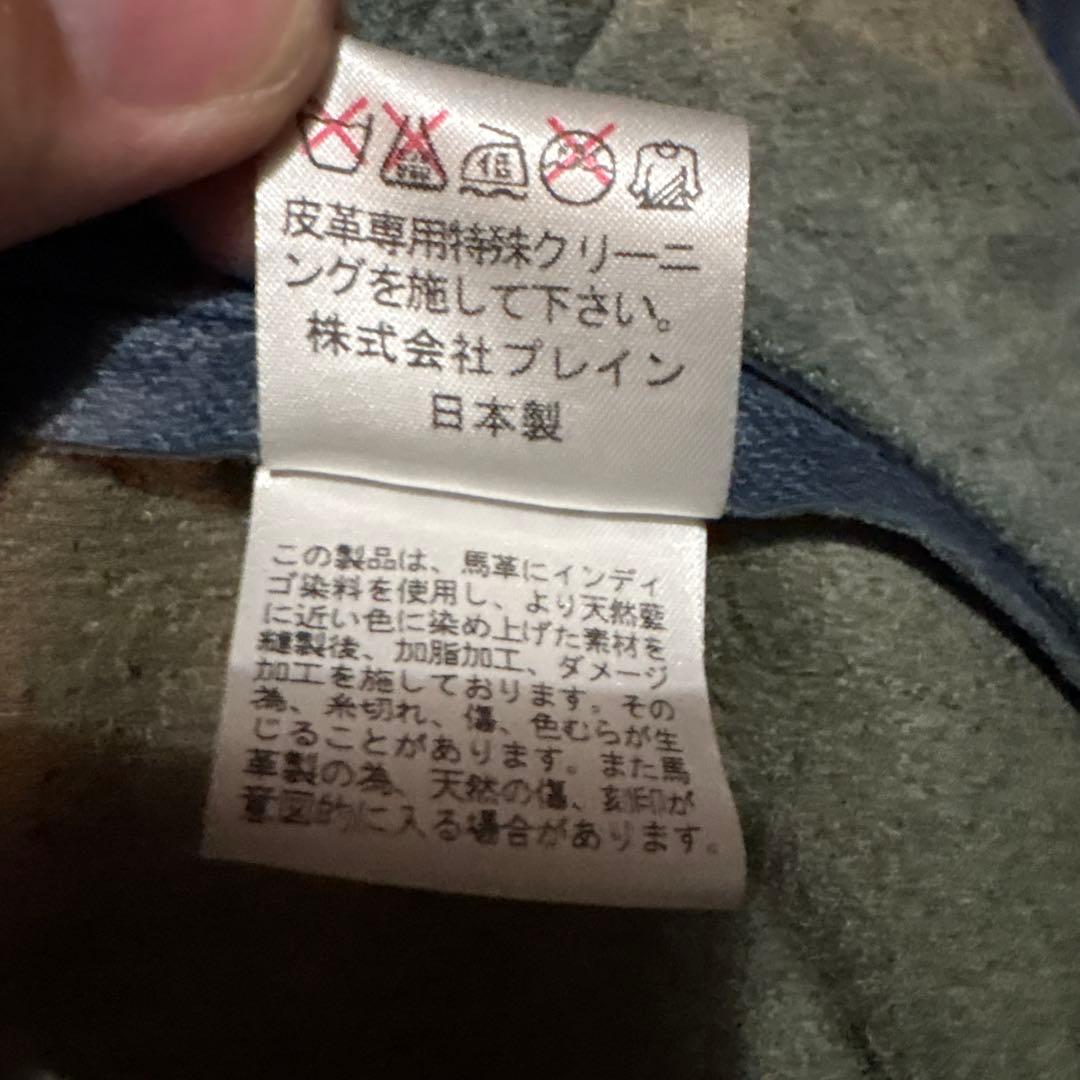 低
皮革専用特殊クリーニ
ングを施して下さい。
株式会社プレイン
日本製
この製品は、馬革にインディ
ゴ染料を使用し、より天然藍
に近い色に染め上げた素材を
縫製後、加脂加工、ダメージ
加工を施しております。その
為、糸切れ、傷、色むらが生
じることがあります。また馬
革製の為、天然の傷、刻印が
意図的に入る場合があります。